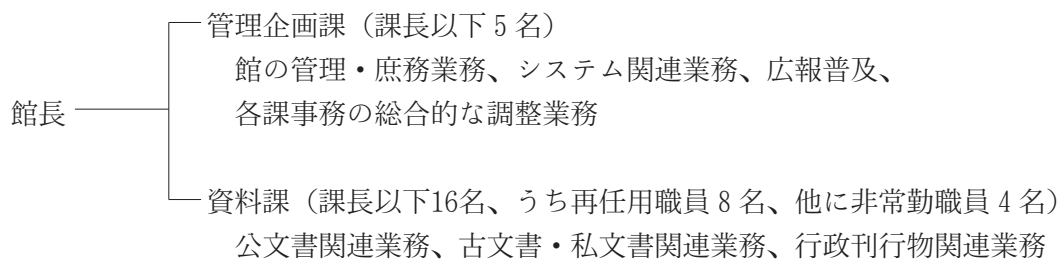 管理企画課（課長以下５名）
館の管理・庶務業務、システム関連業務、広報普及、
館長
各課事務の総合的な調整業務
資料課（課長以下16名、うち再任用職員８名、他に非常勤職員４名）
公文書関連業務、古文書・私文書関連業務、行政刊行物関連業務